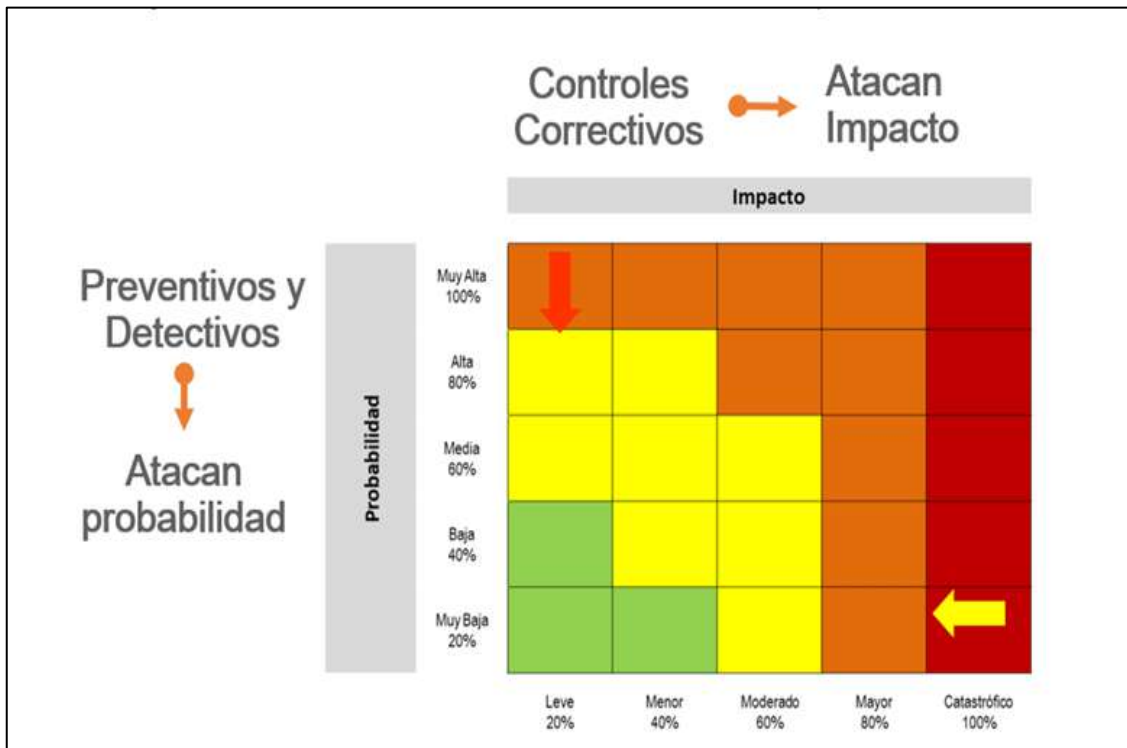 Controles
Correctivos
Atacan
Impacto
Impacto
Preventivos y
Detectivos
Atacan
probabilidad
Probabilidad
Muy Alta
100%
Alta
80%
Media
60%
Baja
40%
Muy Baja
20%
Leve
20%
Menor
40%
Moderado
60%
Mayor
80%
Catastrófico
100%